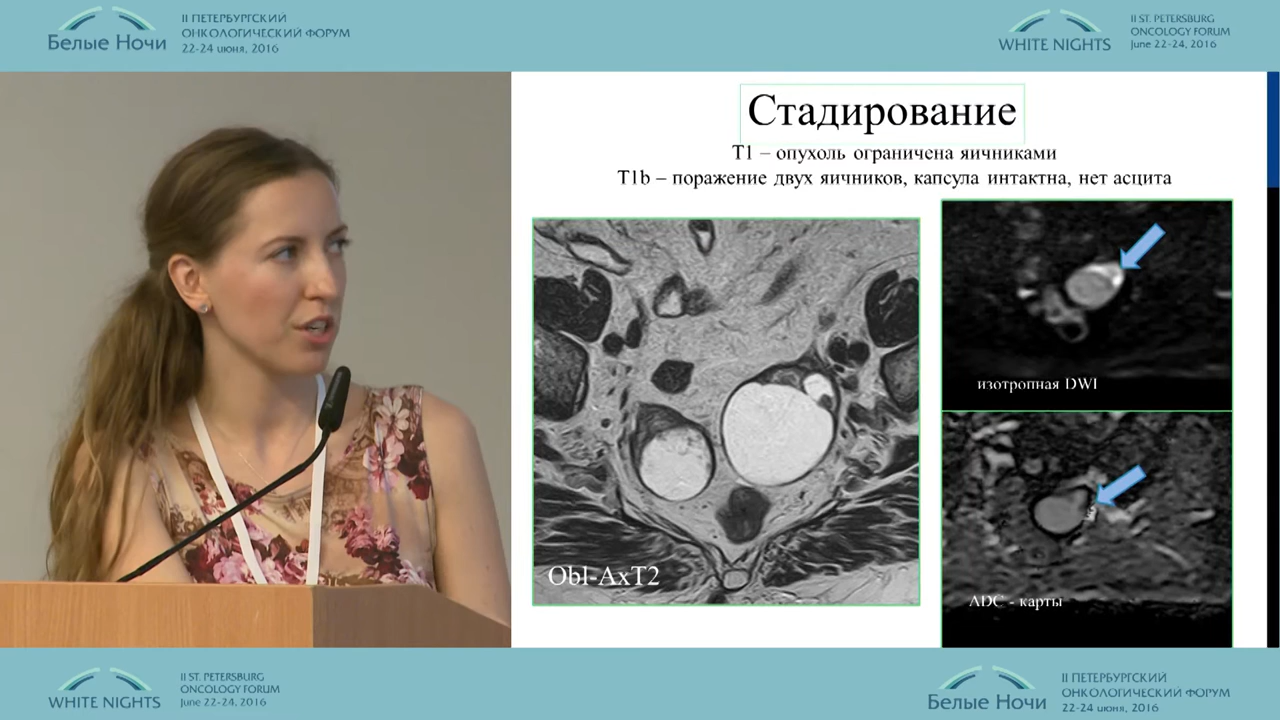 Белые Ночи
II ПЕТЕРБУРГСКИЙ
ОНКОЛОГИЧЕСКИЙ ФОРУМ
22-24 июня, 2016
WHITE NIGHTS
II ST. PETERSBURG
ONCOLOGY FORUM
June 22-24, 2016
Стадирование
T1 – опухоль ограничена яичниками
T1b – поражение двух яичников, капсула интактна, нет асцита
Obl-AxT2
изотропная DWI
ADC - карты
WHITE NIGHTS
II ST. PETERSBURG
ONCOLOGY FORUM
June 22-24, 2016
Белые Ночи
II ПЕТЕРБУРГСКИЙ
ОНКОЛОГИЧЕСКИЙ ФОРУМ
22-24 июня, 2016